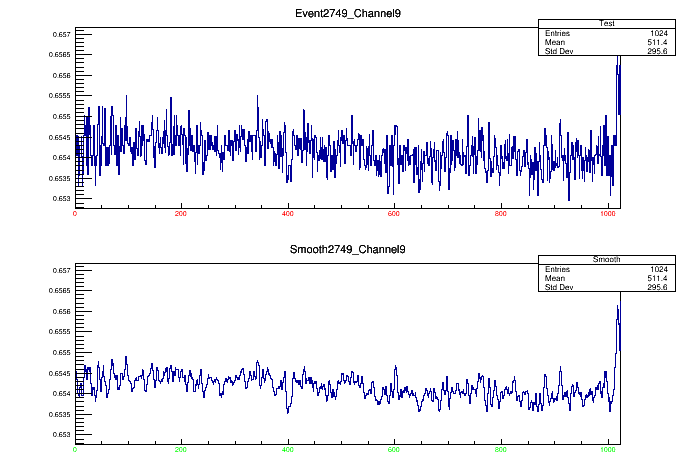 Event2749_Channel9
Test
Entries 1024
Mean 511.4
Std Dev 295.6
0.657
0.6565
0.656
0.6555
0.655
0.6545
0.654
0.6535
0.653
0 200 400 600 800 1000
Smooth2749_Channel9
Smooth
Entries 1024
Mean 511.4
Std Dev 295.6
0.657
0.6565
0.656
0.6555
0.655
0.6545
0.654
0.6535
0.653
0 200 400 600 800 1000